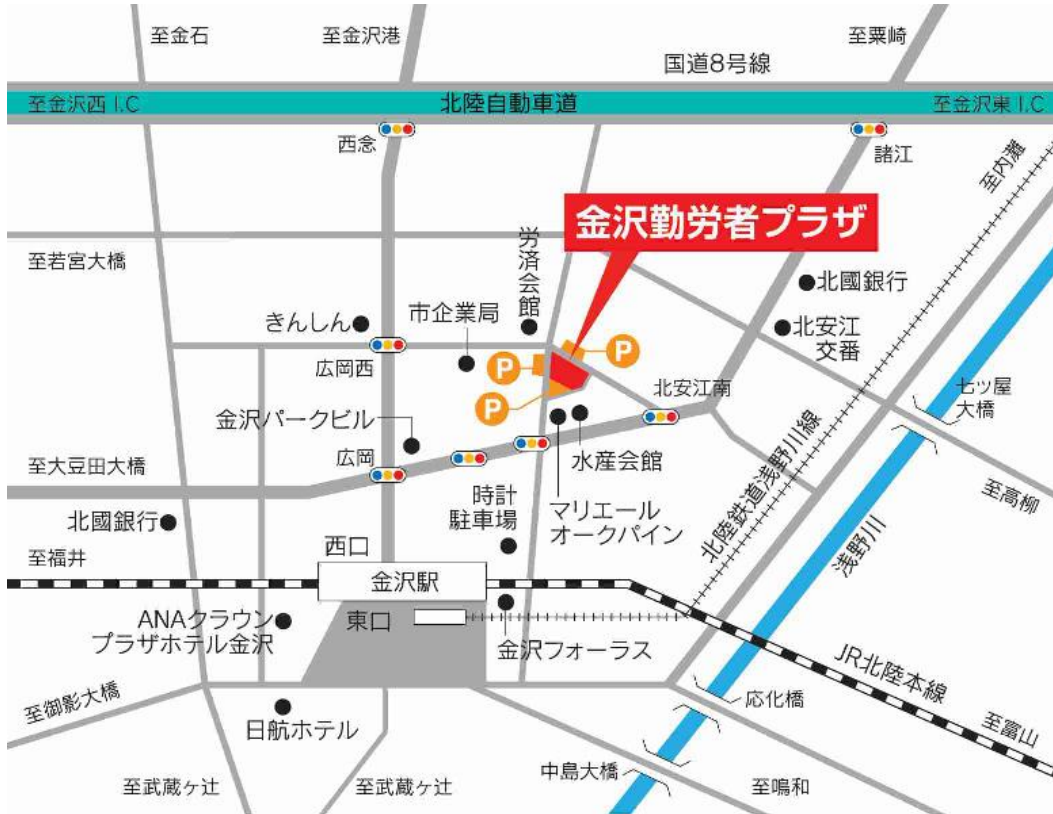 至金石
至金沢港
至粟崎
国道8号線
至金沢西 I.C
北陸自動車道
至金沢東 I.C
西念
諸江
至内灘
金沢勤労者プラザ
労済会館
至若宮大橋
北國銀行
市企業局
きんしん
北安江
交番
P
P
P
広岡西
北安江南
七ッ屋
大橋
金沢パークビル
広岡
水産会館
至大豆田大橋
時計
駐車場
マリエール
オークパイン
北陸鉄道浅野川線
至高柳
北國銀行
浅野川
西口
至福井
金沢駅
東口
ANAクラウン
プラザホテル金沢
金沢フォーラス
JR北陸本線
至御影大橋
応化橋
日航ホテル
至富山
中島大橋
至武蔵ヶ辻
至武蔵ヶ辻
至鳴和